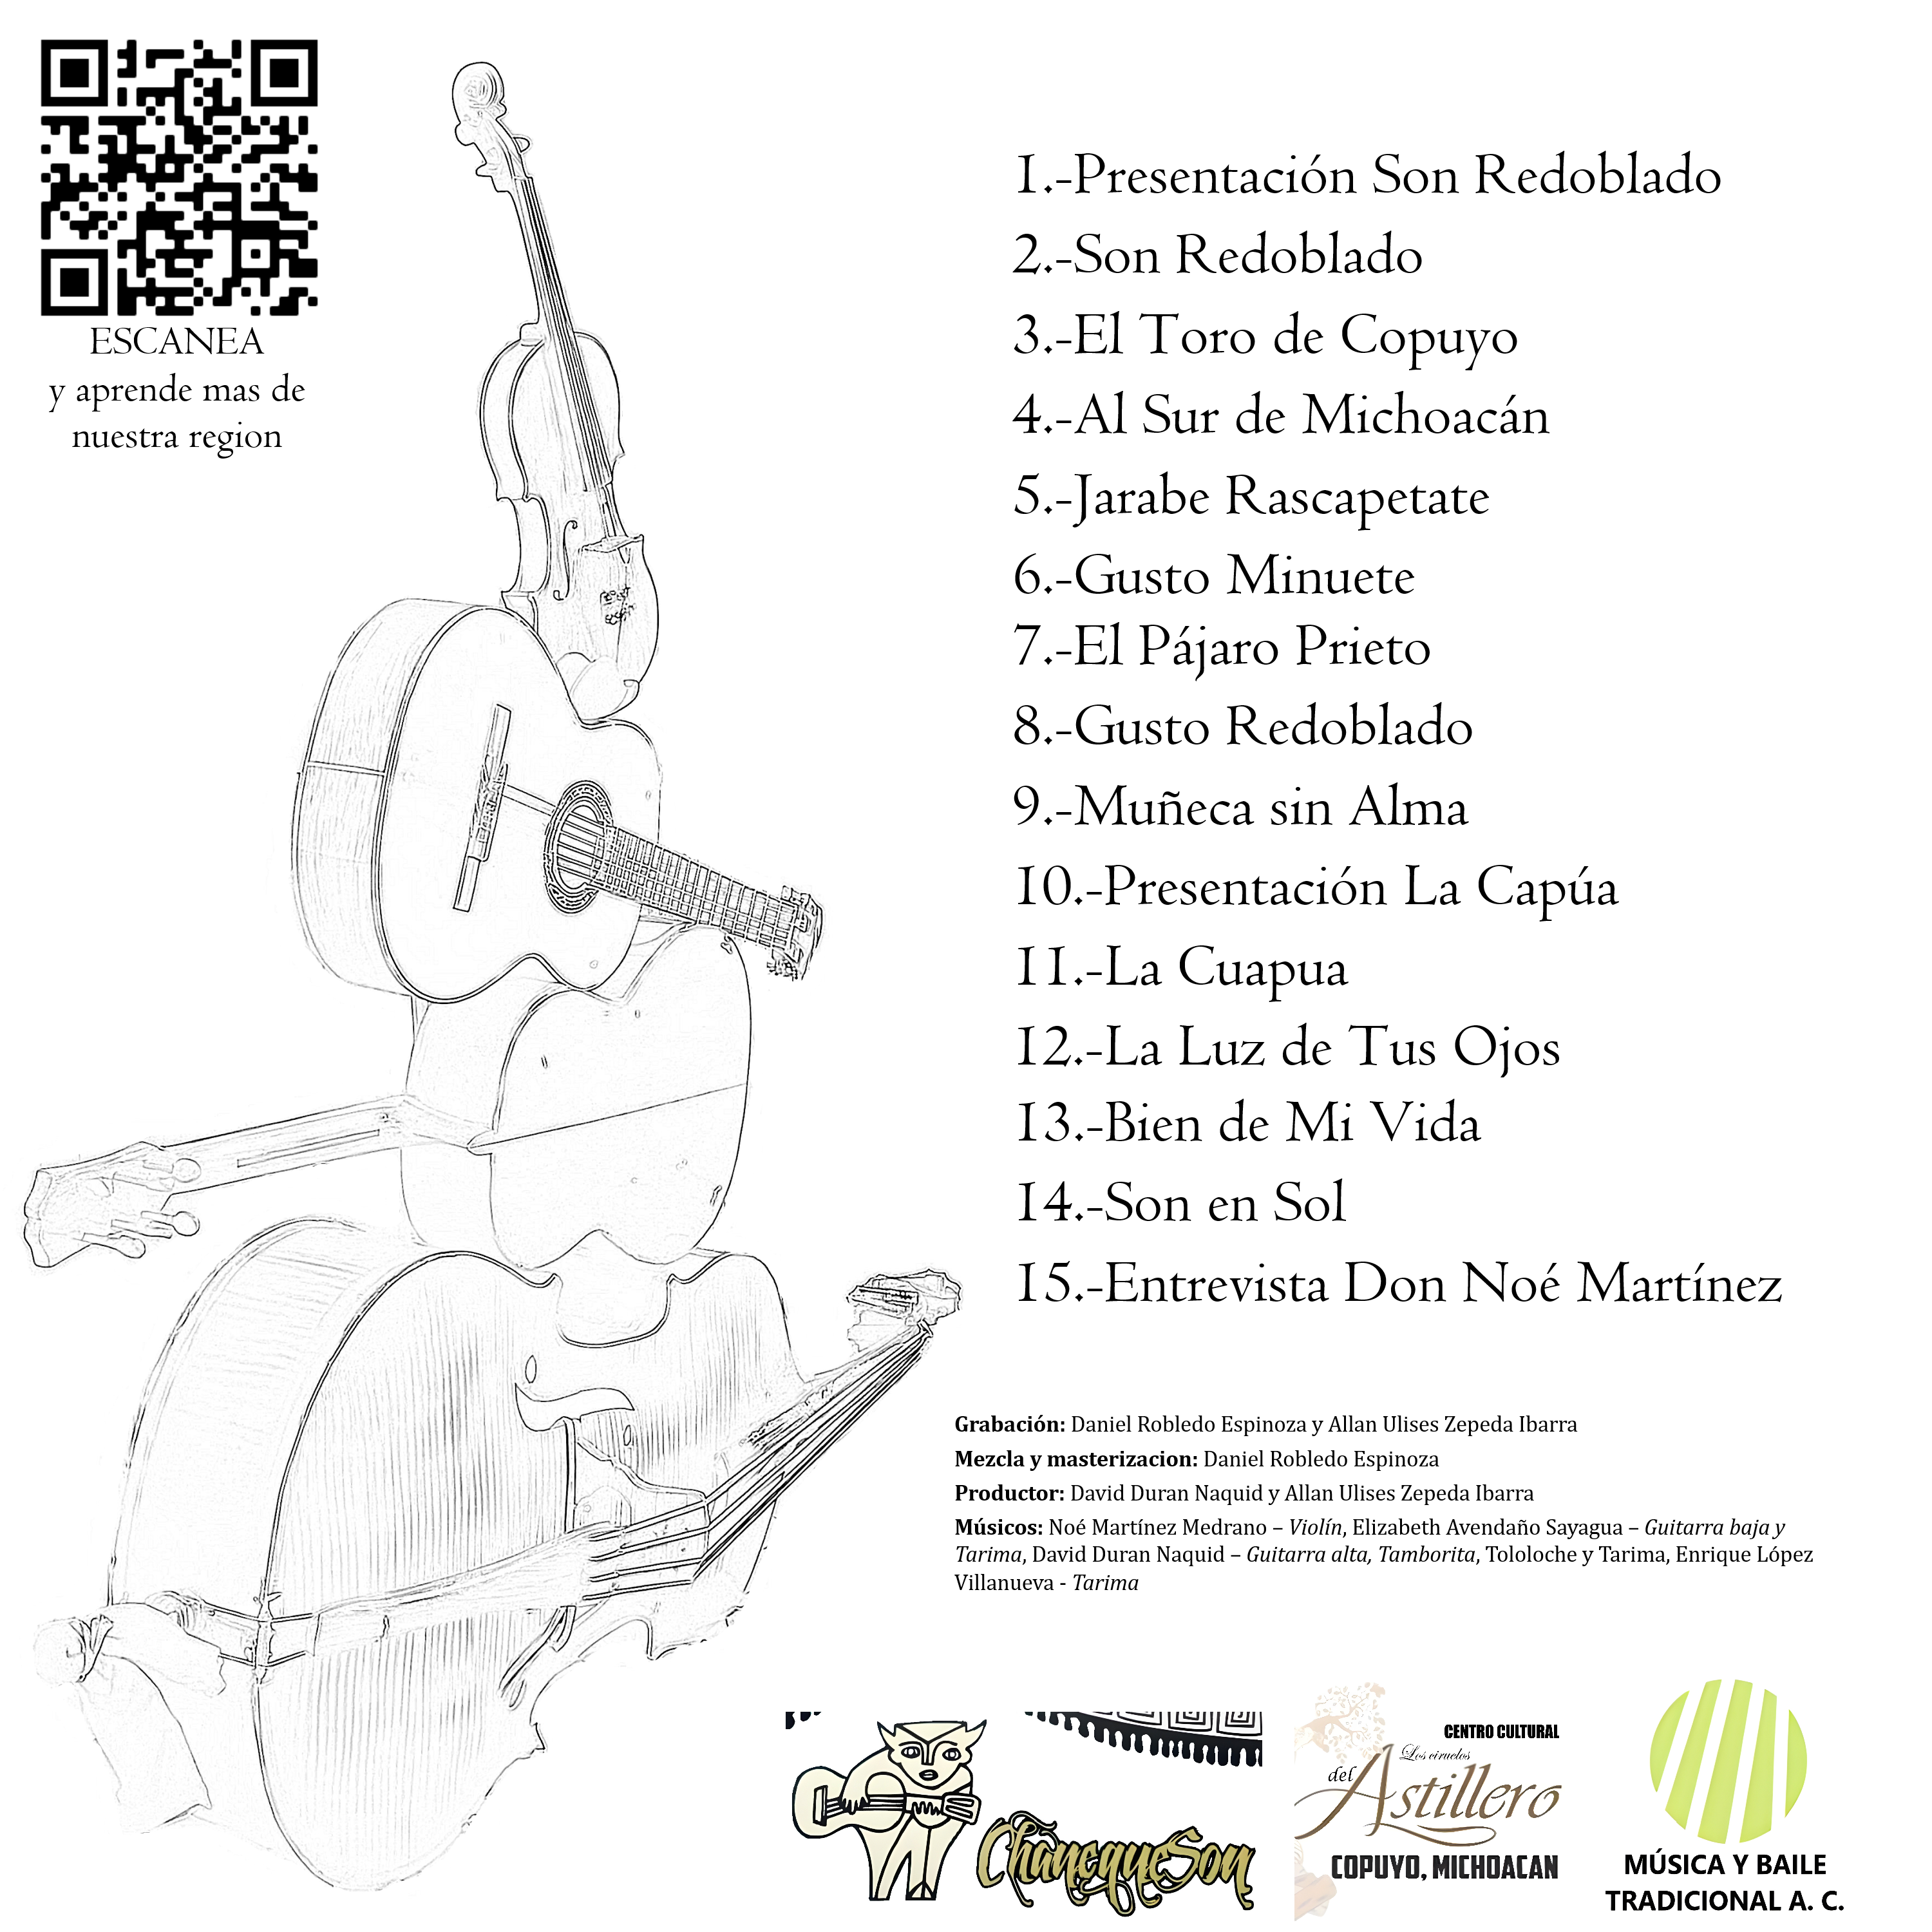 ESCANEA
y aprende mas de
nuestra region
1.-Presentación Son Redoblado
2.-Son Redoblado
3.-El Toro de Copuyo
4.-Al Sur de Michoacán
5.-Jarabe Rascapetate
6.-Gusto Minuete
7.-El Pájaro Prieto
8.-Gusto Redoblado
9.-Muñeca sin Alma
10.-Presentación La Capúa
11.-La Cuapua
12.-La Luz de Tus Ojos
13.-Bien de Mi Vida
14.-Son en Sol
15.-Entrevista Don Noé Martínez
Grabación: Daniel Robledo Espinoza y Allan Ulises Zepeda Ibarra
Mezcla y masterizacion: Daniel Robledo Espinoza
Productor: David Duran Naquid y Allan Ulises Zepeda Ibarra
Músicos: Noé Martínez Medrano – Violín, Elizabeth Avendaño Sayagua – Guitarra baja y
Tarima, David Duran Naquid – Guitarra alta, Tamborita, Tololoche y Tarima, Enrique López
Villanueva - Tarima
ChanequeSon
CENTRO CULTURAL
Los ciruelos
del Astillero
COPUYO, MICHOACAN
MÚSICA Y BAILE
TRADICIONAL A. C.